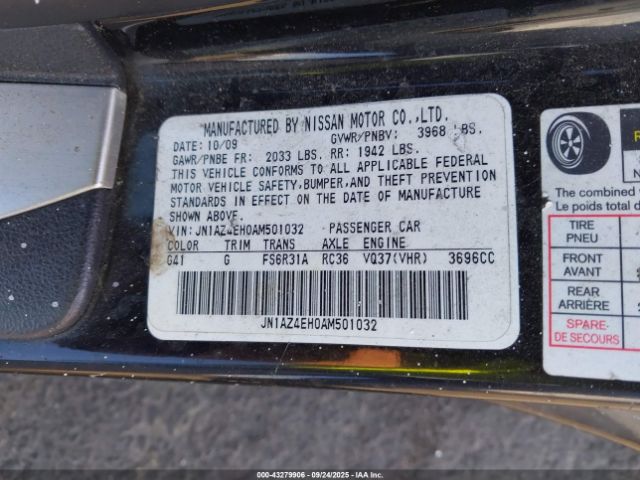 MANUFACTURED BY NISSAN MOTOR CO.,LTD.
DATE: 10/09 GVWR/PNBV: 3968 LBS.
GAWR/PNBE FR: 2033 LBS. RR: 1942 LBS.
THIS VEHICLE CONFORMS TO ALL APPLICABLE FEDERAL
MOTOR VEHICLE SAFETY,BUMPER,AND THEFT PREVENTION
STANDARDS IN EFFECT ON THE DATE OF MANUFACTURE
SHOWN ABOVE.
VIN: JN1AZ4EH0AM501032 PASSENGER CAR
COLOR TRIM TRANS AXLE ENGINE
G41 G FS6R31A RC36 VQ37(VHR) 3696CC
JN1AZ4EH0AM501032
The combined
Le poids total d
TIRE
PNEU
FRONT
AVANT
REAR
ARRIÈRE
SPARE
DE SECOURS
000-43279906 - 09/24/2025 - IAAI.COM